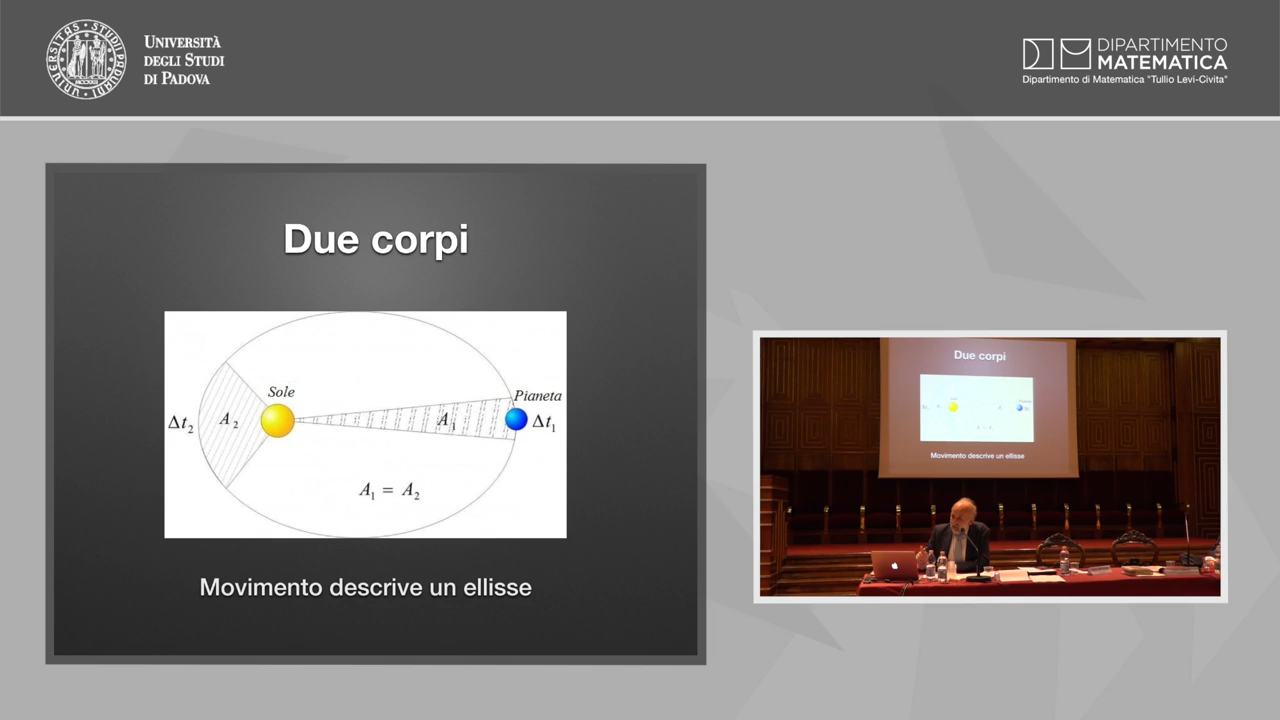 UNIVERSITÀ
DEGLI STUDI
DI PADOVA
DIPARTIMENTO
MATEMATICA
Dipartimento di Matematica "Tullio Levi-Civita"
Due corpi
Sole
Pianeta
Δt₂
A₂
A₁
Δt₁
A₁ = A₂
Movimento descrive un ellisse
Due corpi
Movimento descrive un ellisse